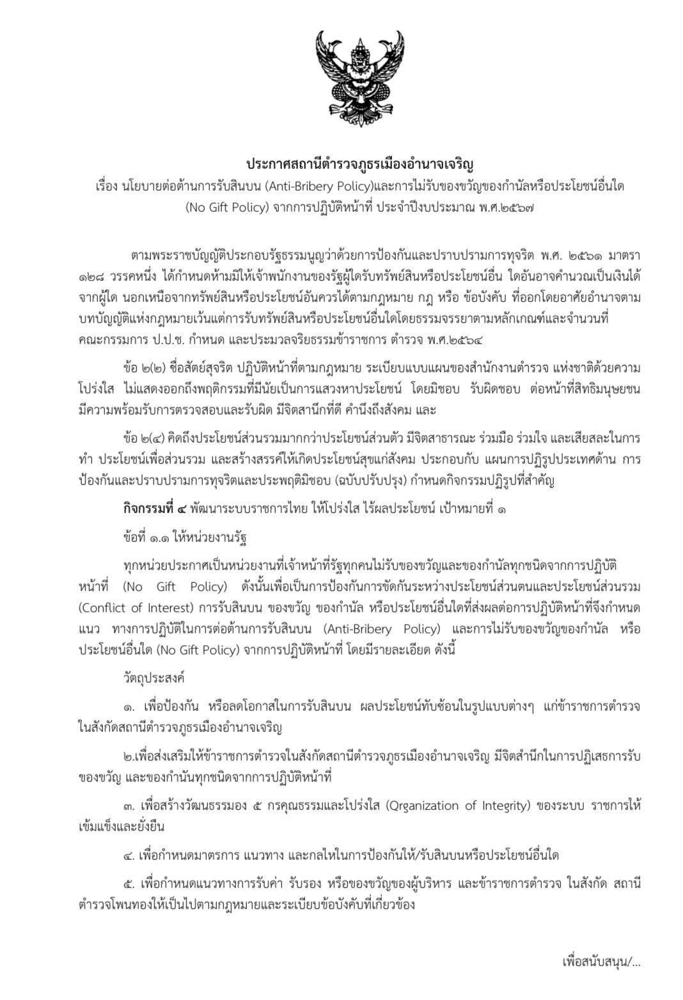 ประกาศสถานีตำรวจภูธรเมืองอำนาจเจริญ
เรื่อง นโยบายต่อต้านการรับสินบน (Anti-Bribery Policy)และการไม่รับของขวัญของกำนัลหรือประโยชน์อื่นใด
(No Gift Policy) จากการปฏิบัติหน้าที่ ประจำปีงบประมาณ พ.ศ.๒๕๖๗
ตามพระราชบัญญัติประกอบรัฐธรรมนูญว่าด้วยการป้องกันและปราบปรามการทุจริต พ.ศ. ๒๕๖๑ มาตรา
๑๒๘ วรรคหนึ่ง ได้กำหนดห้ามมิให้เจ้าพนักงานของรัฐผู้ใดรับทรัพย์สินหรือประโยชน์อื่น ใดอันอาจคำนวณเป็นเงินได้
จากผู้ใด นอกเหนือจากทรัพย์สินหรือประโยชน์อันควรได้ตามกฎหมาย กฎ หรือ ข้อบังคับ ที่ออกโดยอาศัยอำนาจตาม
บทบัญญัติแห่งกฎหมายเว้นแต่การรับทรัพย์สินหรือประโยชน์อื่นใดโดยธรรมจรรยาตามหลักเกณฑ์และจำนวนที่
คณะกรรมการ ป.ป.ช. กำหนด และประมวลจริยธรรมข้าราชการ ตำรวจ พ.ศ.๒๕๖๔
ข้อ ๒(๒) ซื่อสัตย์สุจริต ปฏิบัติหน้าที่ตามกฎหมาย ระเบียบแบบแผนของสำนักงานตำรวจ แห่งชาติด้วยความ
โปร่งใส ไม่แสดงออกถึงพฤติกรรมที่มีนัยเป็นการแสวงหาประโยชน์ โดยมิชอบ รับผิดชอบ ต่อหน้าที่สิทธิมนุษยชน
มีความพร้อมรับการตรวจสอบและรับผิด มีจิตสานึกที่ดี คำนึงถึงสังคม และ
ข้อ ๒(๔) คิดถึงประโยชน์ส่วนรวมมากกว่าประโยชน์ส่วนตัว มีจิตสาธารณะ ร่วมมือ ร่วมใจ และเสียสละในการ
ทำ ประโยชน์เพื่อส่วนรวม และสร้างสรรค์ให้เกิดประโยชน์สุขแก่สังคม ประกอบกับ แผนการปฏิรูปประเทศด้าน การ
ป้องกันและปราบปรามการทุจริตและประพฤติมิชอบ (ฉบับปรับปรุง) กำหนดกิจกรรมปฏิรูปที่สำคัญ
กิจกรรมที่ ๔ พัฒนาระบบราชการไทย ให้โปร่งใส ไร้ผลประโยชน์ เป้าหมายที่ ๑
ข้อที่ ๑.๑ ให้หน่วยงานรัฐ
ทุกหน่วยประกาศเป็นหน่วยงานที่เจ้าหน้าที่รัฐทุกคนไม่รับของขวัญและของกำนัลทุกชนิดจากการปฏิบัติ
หน้าที่ (No Gift Policy) ดังนั้นเพื่อเป็นการป้องกันการขัดกันระหว่างประโยชน์ส่วนตนและประโยชน์ส่วนรวม
(Conflict of Interest) การรับสินบน ของขวัญ ของกำนัล หรือประโยชน์อื่นใดที่ส่งผลต่อการปฏิบัติหน้าที่จึงกำหนด
แนว ทางการปฏิบัติในการต่อต้านการรับสินบน (Anti-Bribery Policy) และการไม่รับของขวัญของกำนัล หรือ
ประโยชน์อื่นใด (No Gift Policy) จากการปฏิบัติหน้าที่ โดยมีรายละเอียด ดังนี้
วัตถุประสงค์
๑. เพื่อป้องกัน หรือลดโอกาสในการรับสินบน ผลประโยชน์ทับซ้อนในรูปแบบต่างๆ แก่ข้าราชการตำรวจ
ในสังกัดสถานีตำรวจภูธรเมืองอำนาจเจริญ
๒.เพื่อส่งเสริมให้ข้าราชการตำรวจในสังกัดสถานีตำรวจภูธรเมืองอำนาจเจริญ มีจิตสำนึกในการปฏิเสธการรับ
ของขวัญ และของกำนันทุกชนิดจากการปฏิบัติหน้าที่
๓. เพื่อสร้างวัฒนธรรมอง ๕ กรคุณธรรมและโปร่งใส (Qrganization of Integrity) ของระบบ ราชการให้
เข้มแข็งและยั่งยืน
๔. เพื่อกำหนดมาตรการ แนวทาง และกลไหในการป้องกันให้/รับสินบนหรือประโยชน์อื่นใด
๕. เพื่อกำหนดแนวทางการรับค่า รับรอง หรือของขวัญของผู้บริหาร และข้าราชการตำรวจ ในสังกัด สถานี
ตำรวจโพนทองให้เป็นไปตามกฎหมายและระเบียบข้อบังคับที่เกี่ยวข้อง
เพื่อสนับสนุน/...